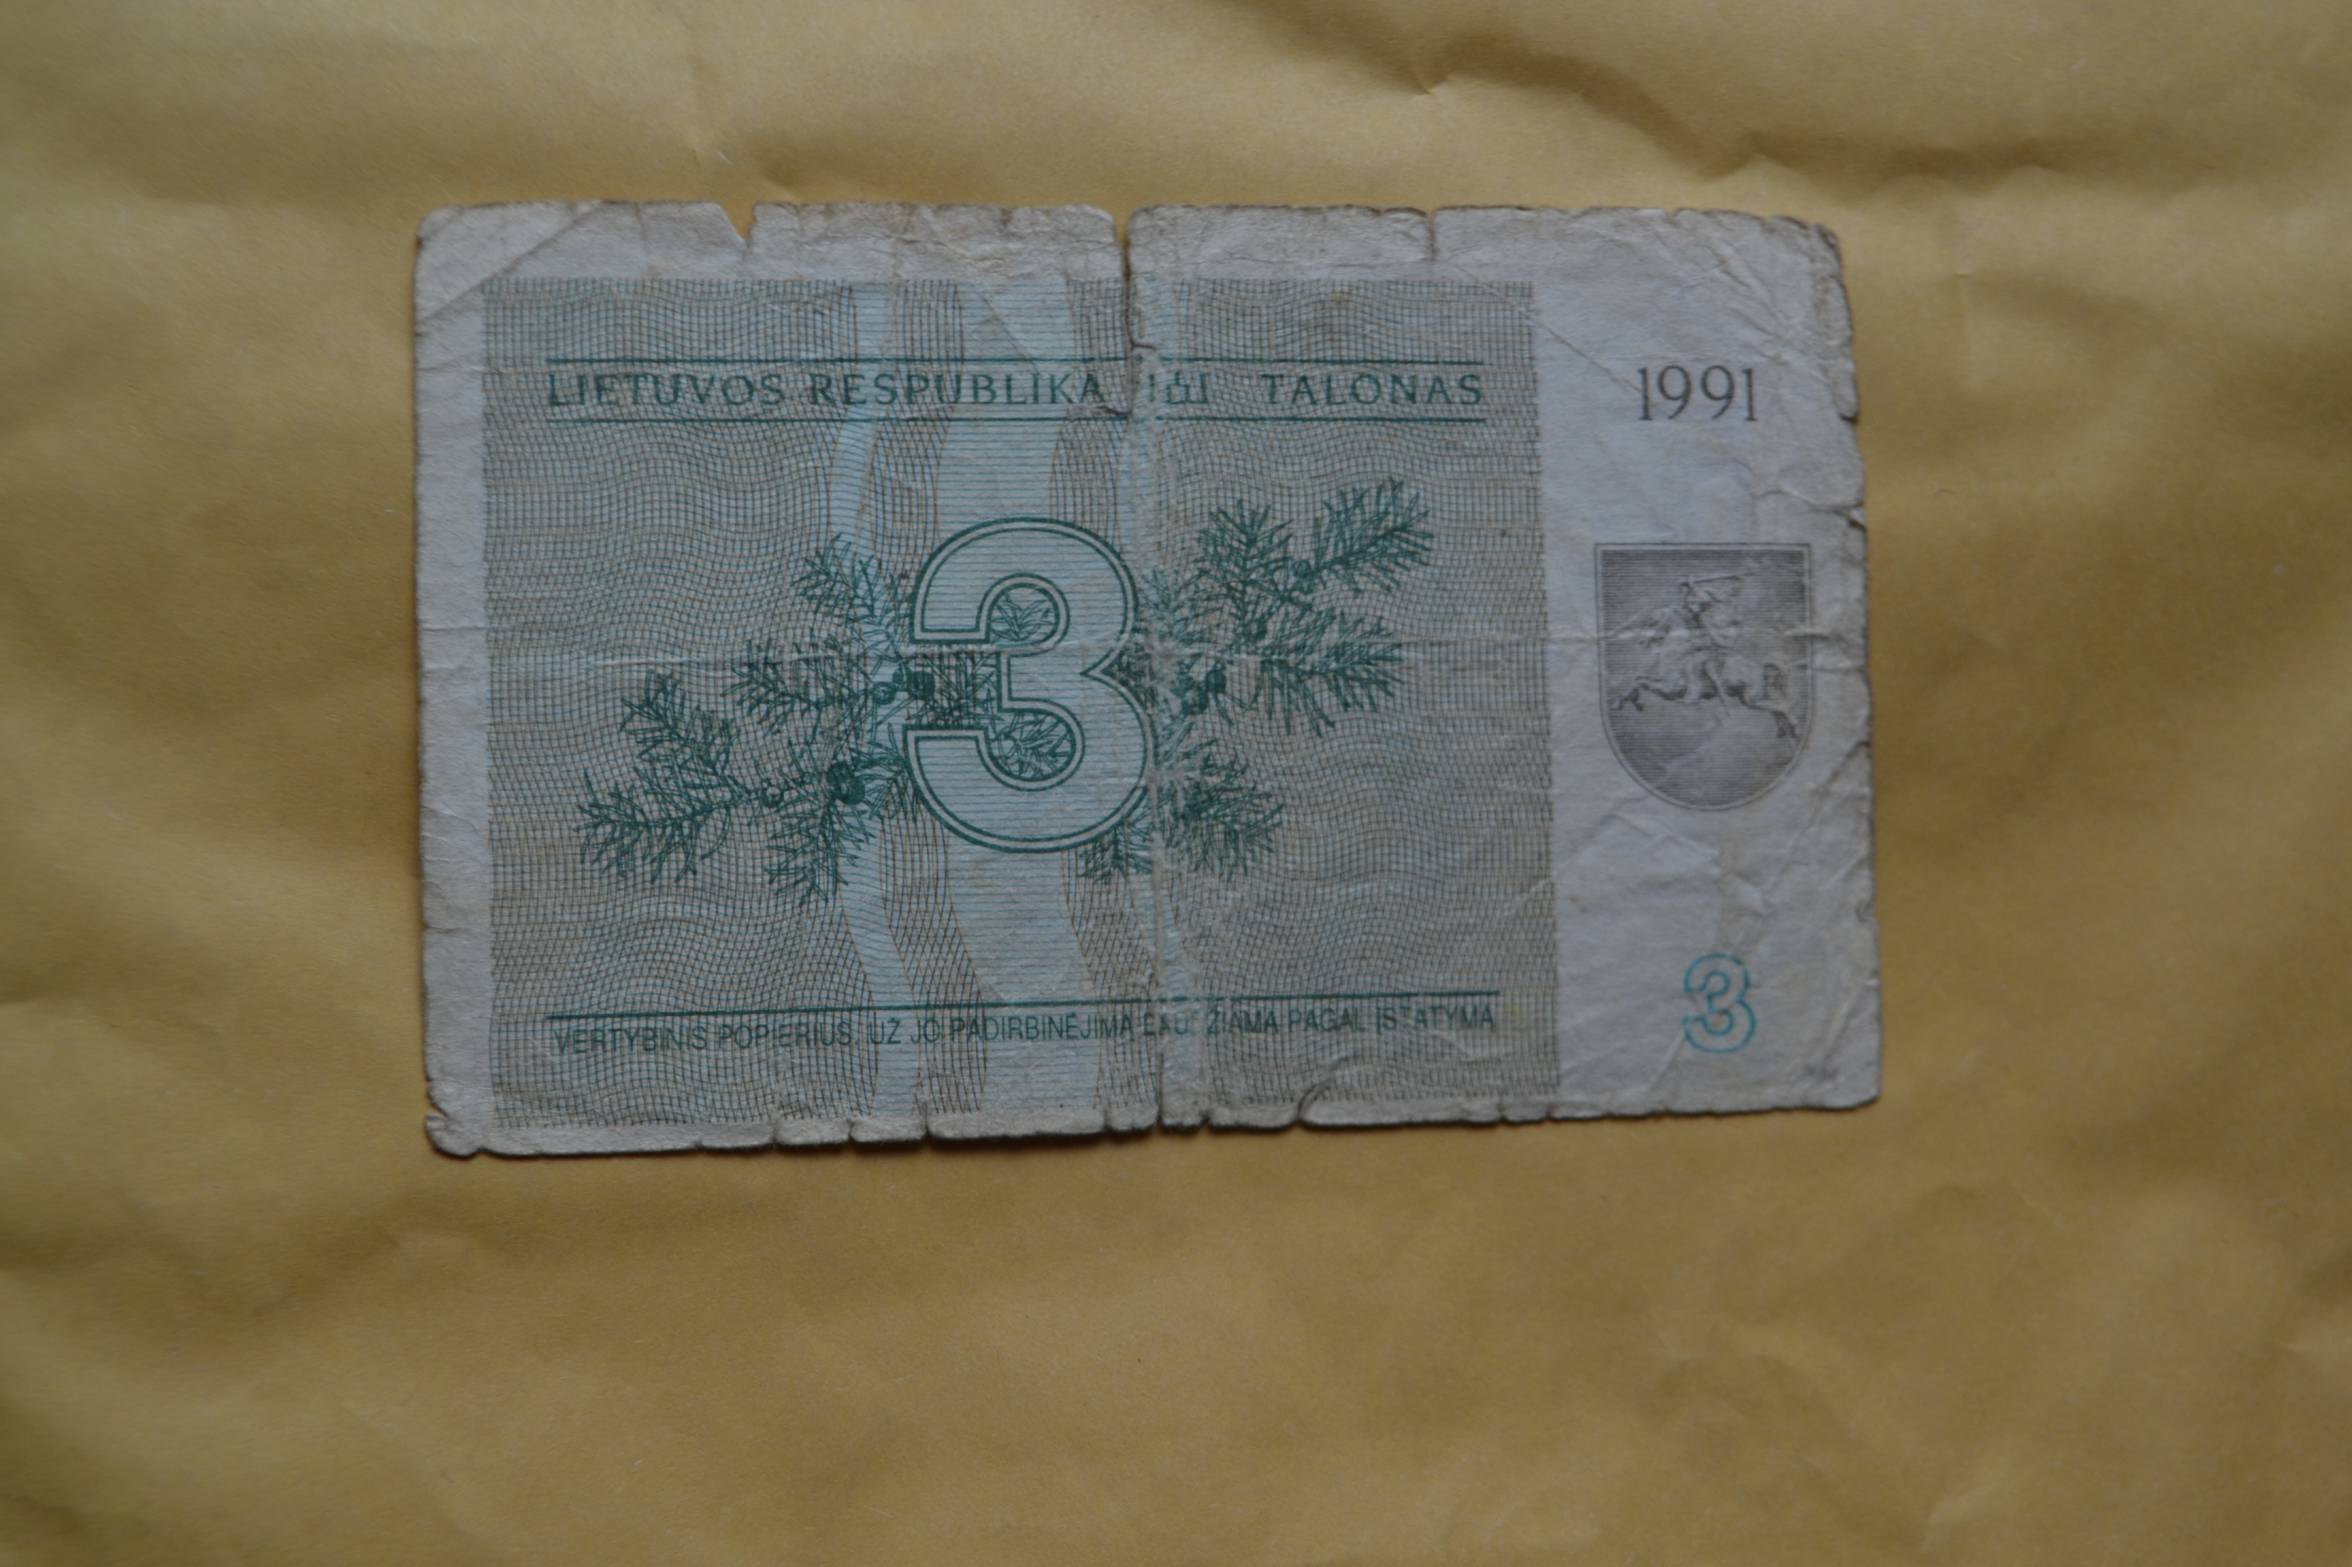 LIETUVOS RESPUBLIKA TALONAS
1991
3
VERTYBINIS POPIERIUS, UŽ JO PADIRBINĖJIMĄ BAUDŽIAMA PAGAL ĮSTATYMĄ
3